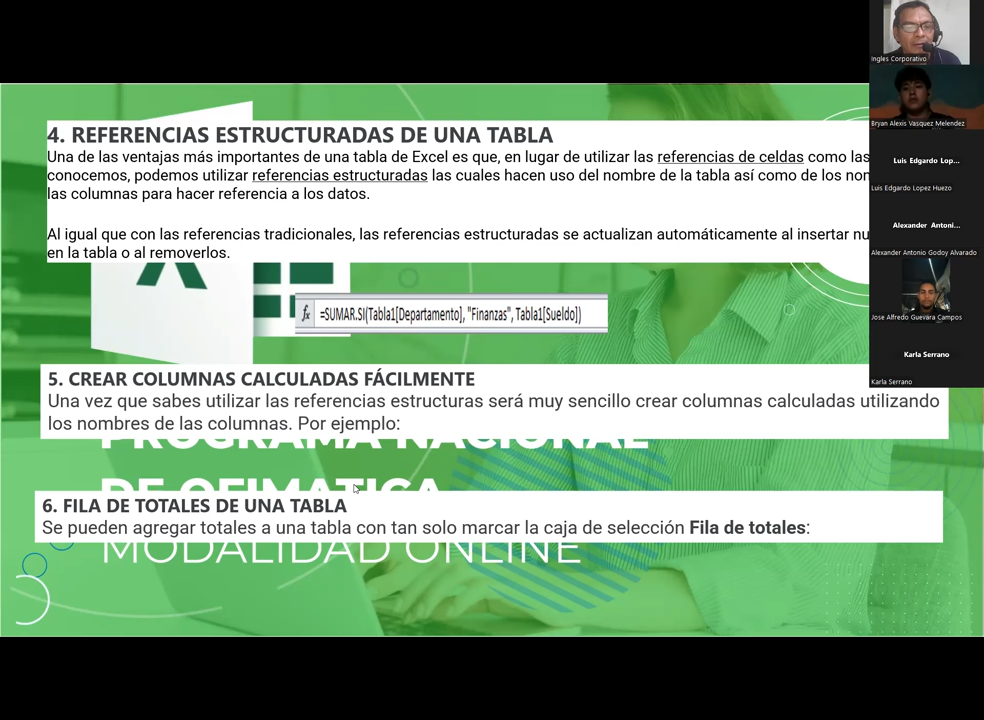 4. REFERENCIAS ESTRUCTURADAS DE UNA TABLA
Una de las ventajas más importantes de una tabla de Excel es que, en lugar de utilizar las referencias de celdas como las
conocemos, podemos utilizar referencias estructuradas las cuales hacen uso del nombre de la tabla así como de los
las columnas para hacer referencia a los datos.
Al igual que con las referencias tradicionales, las referencias estructuradas se actualizan automáticamente al insertar
en la tabla o al removerlos.
fx =SUMAR.SI(Tabla1[Departamento], "Finanzas", Tabla1[Sueldo])
5. CREAR COLUMNAS CALCULADAS FÁCILMENTE
Una vez que sabes utilizar las referencias estructuras será muy sencillo crear columnas calculadas utilizando
los nombres de las columnas. Por ejemplo:
PROGRAMA NACIONAL
DE OFIMATICA
6. FILA DE TOTALES DE UNA TABLA
Se pueden agregar totales a una tabla con tan solo marcar la caja de selección Fila de totales:
MODALIDAD ONLINE
Ingles Corporativo
Bryan Alexis Vasquez Melendez
Luis Edgardo Lop...
Luis Edgardo Lopez Huezo
Alexander Antoni...
Alexander Antonio Godoy Alvarado
Jose Alfredo Guevara Campos
Karla Serrano
Karla Serrano